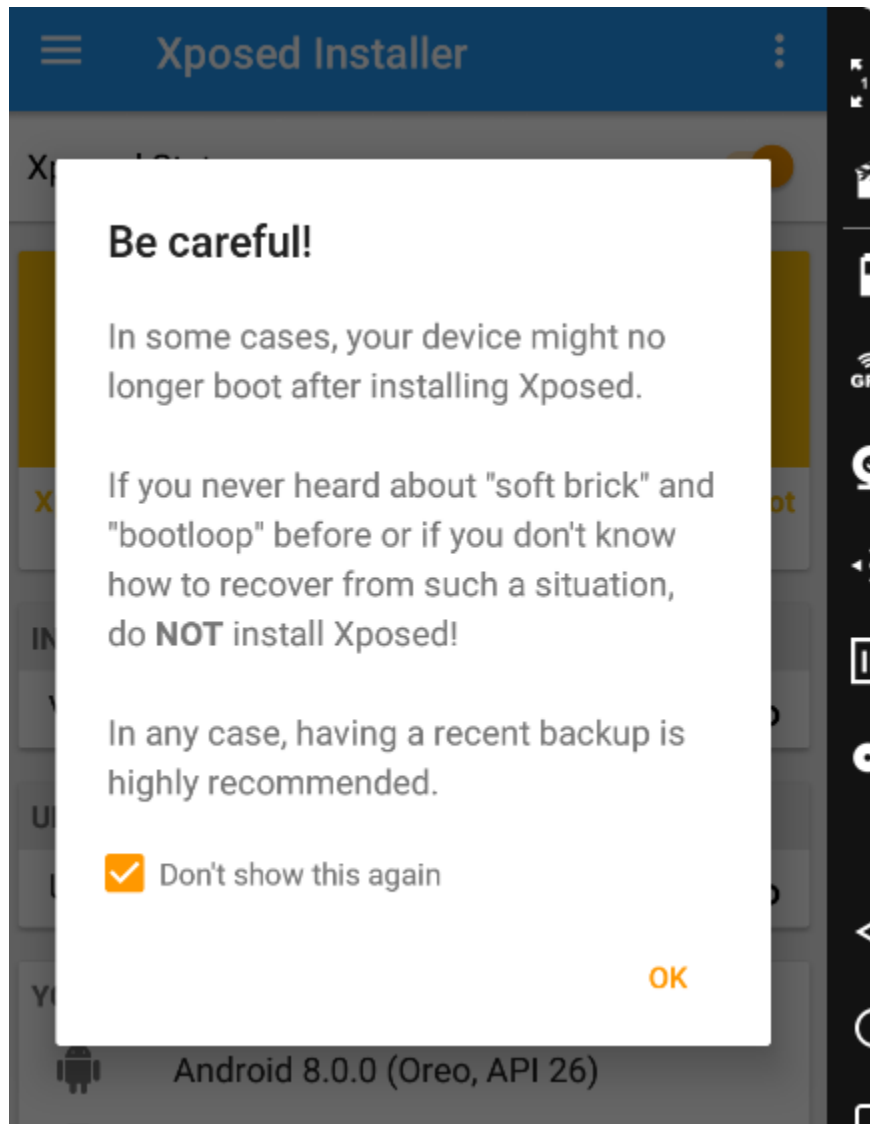 Xposed Installer
Be careful!
In some cases, your device might no
longer boot after installing Xposed.
If you never heard about "soft brick" and
"bootloop" before or if you don't know
how to recover from such a situation,
do NOT install Xposed!
In any case, having a recent backup is
highly recommended.
Don't show this again
OK
Android 8.0.0 (Oreo, API 26)